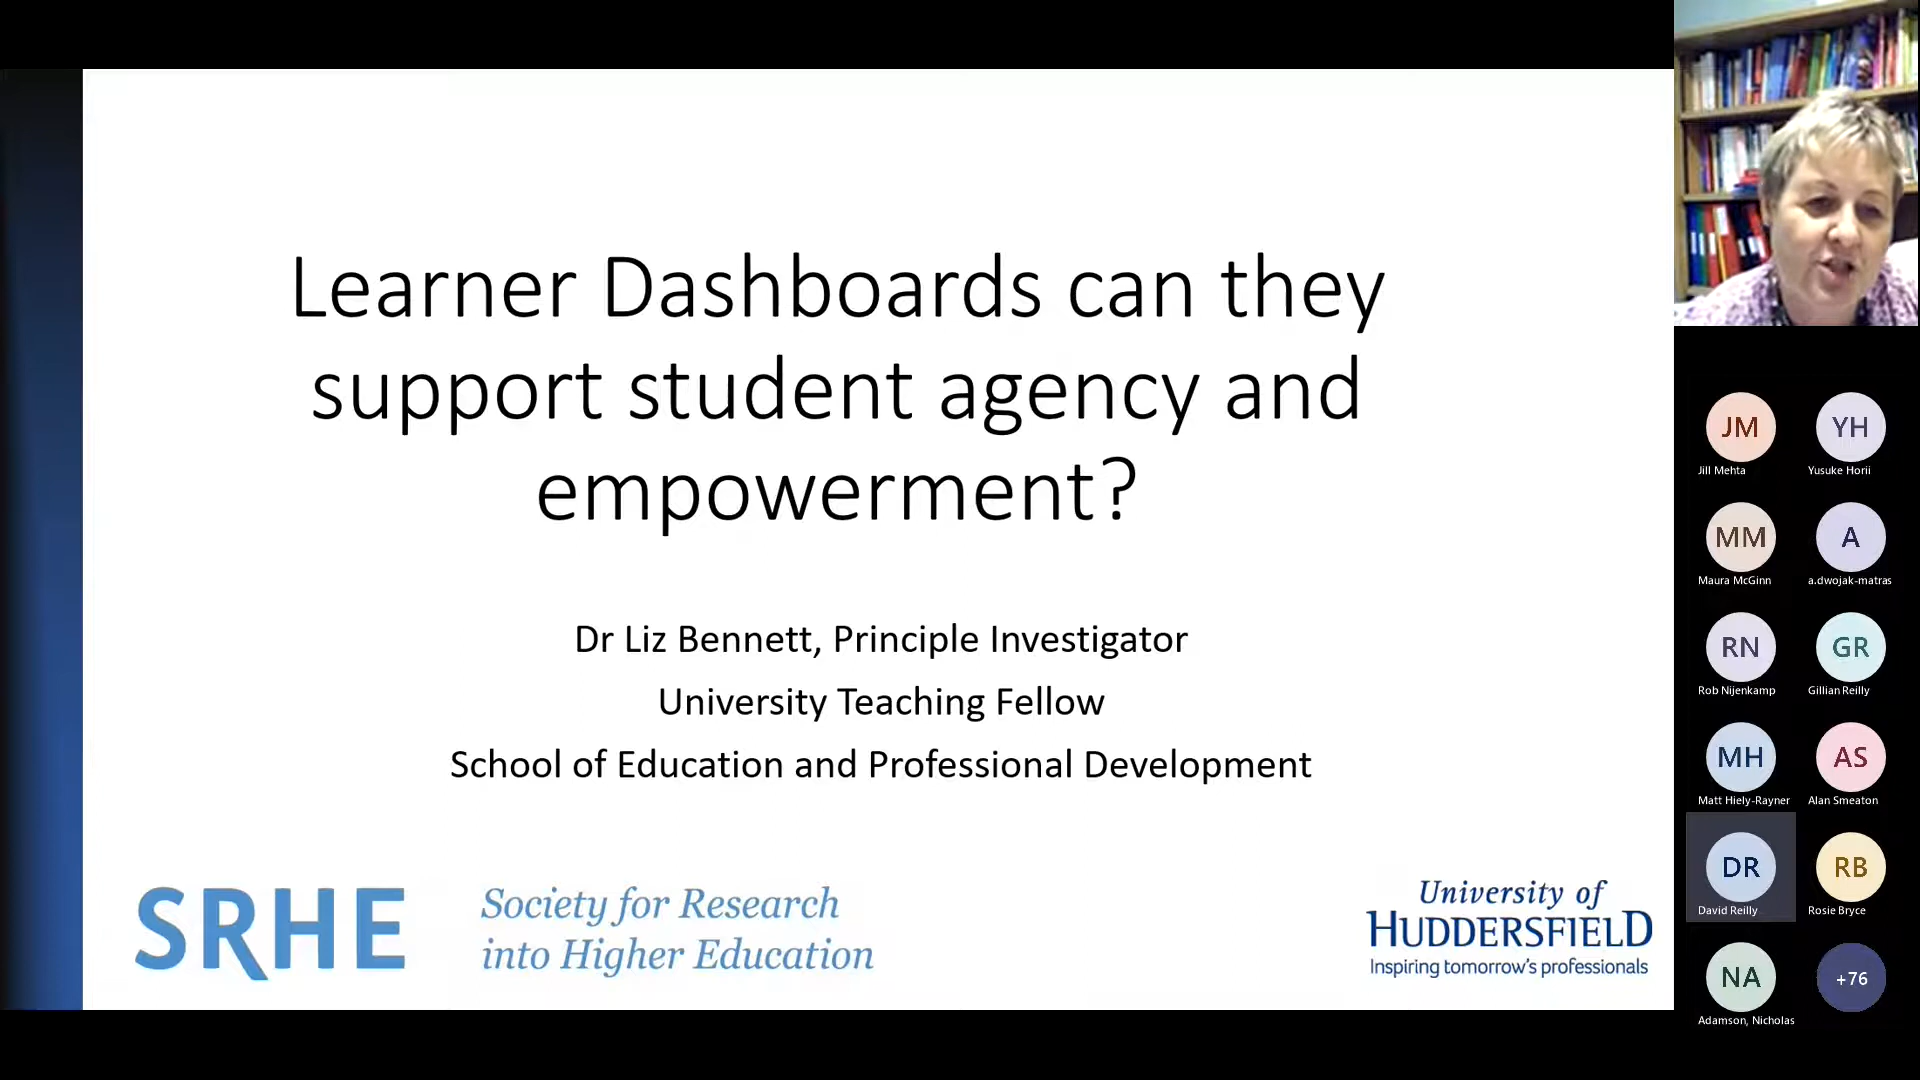 Learner Dashboards can they
support student agency and
empowerment?
Dr Liz Bennett, Principle Investigator
University Teaching Fellow
School of Education and Professional Development
SRHE
Society for Research
into Higher Education
University of
HUDDERSFIELD
Inspiring tomorrow's professionals
JM
Jill Mehta
YH
Yusuke Horii
MM
Maura McGinn
A
a.dwojak-matras
RN
Rob Nijenkamp
GR
Gillian Reilly
MH
Matt Hiely-Rayner
AS
Alan Smeaton
DR
David Reilly
RB
Rosie Bryce
NA
Adamson, Nicholas
+76